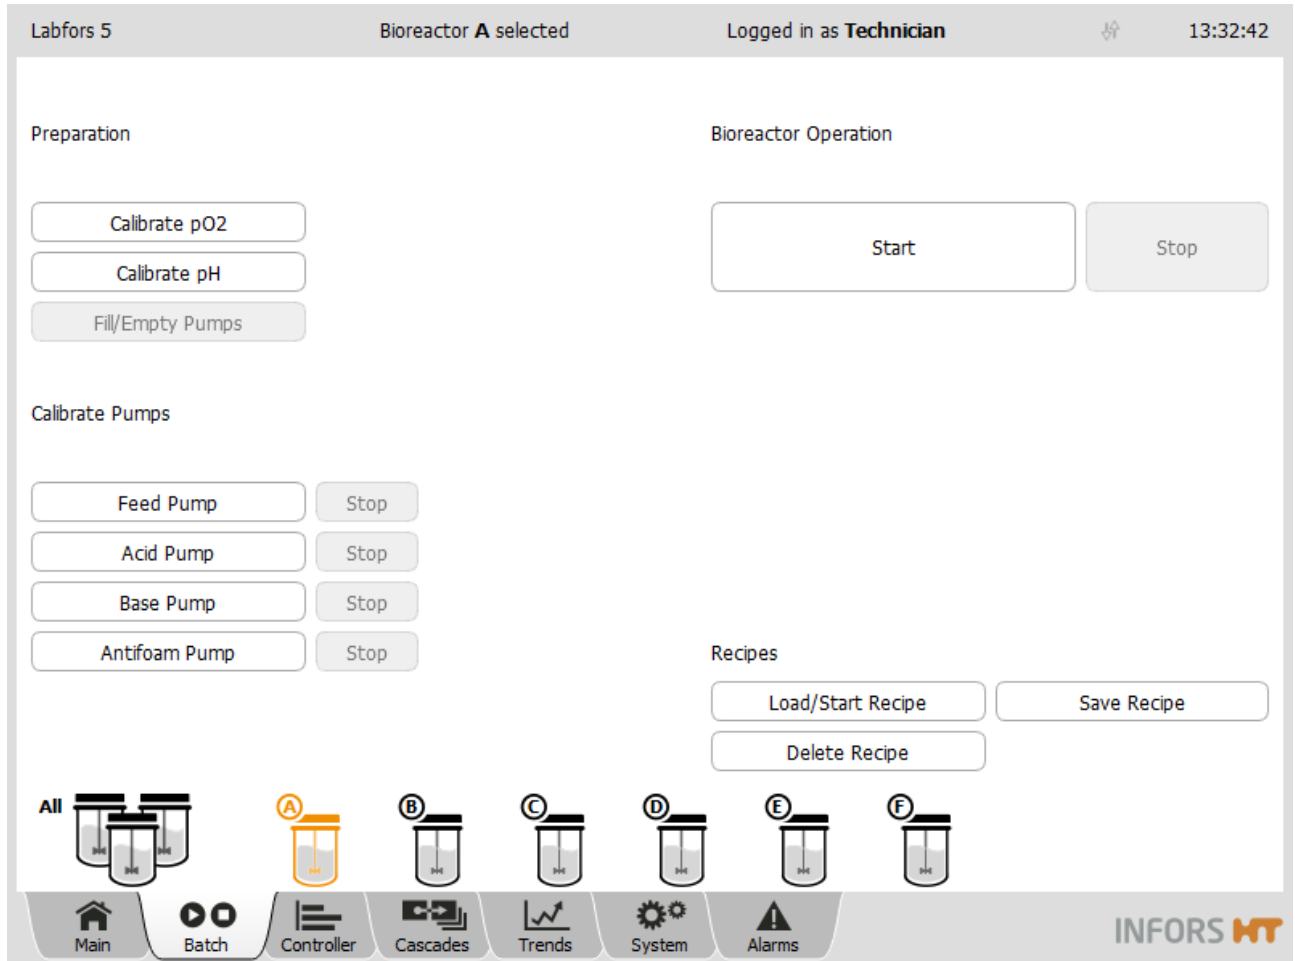 Labfors 5 Bioreactor A selected Logged in as Technician 13:32:42
Preparation Bioreactor Operation
Calibrate pO2
Calibrate pH
Fill/Empty Pumps
Start Stop
Calibrate Pumps
Feed Pump Stop
Acid Pump Stop
Base Pump Stop
Antifoam Pump Stop
Recipes
Load/Start Recipe Save Recipe
Delete Recipe
All A B C D E F
Main Batch Controller Cascades Trends System Alarms
INFORS HT